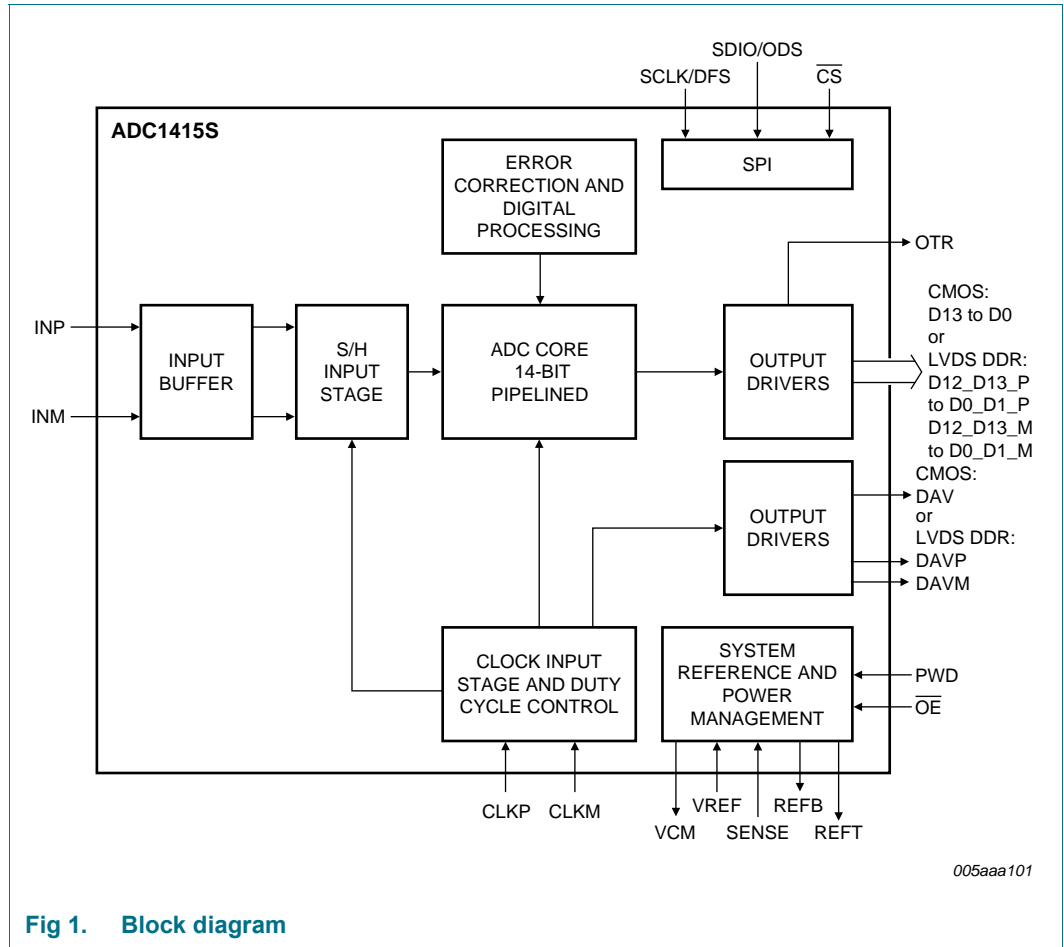 SDIO/ODS
SCLK/DFS
CS
ADC1415S
ERROR
CORRECTION AND
DIGITAL
PROCESSING
SPI
OTR
CMOS:
D13 to D0
or
LVDS DDR:
D12_D13_P
to D0_D1_P
D12_D13_M
to D0_D1_M
INP
INM
INPUT
BUFFER
S/H
INPUT
STAGE
ADC CORE
14-BIT
PIPELINED
OUTPUT
DRIVERS
OUTPUT
DRIVERS
CMOS:
DAV
or
LVDS DDR:
DAVP
DAVM
CLOCK INPUT
STAGE AND DUTY
CYCLE CONTROL
SYSTEM
REFERENCE AND
POWER
MANAGEMENT
PWD
OE
CLKP
CLKM
VCM
VREF
SENSE
REFB
REFT
005aaa101
Fig 1. Block diagram